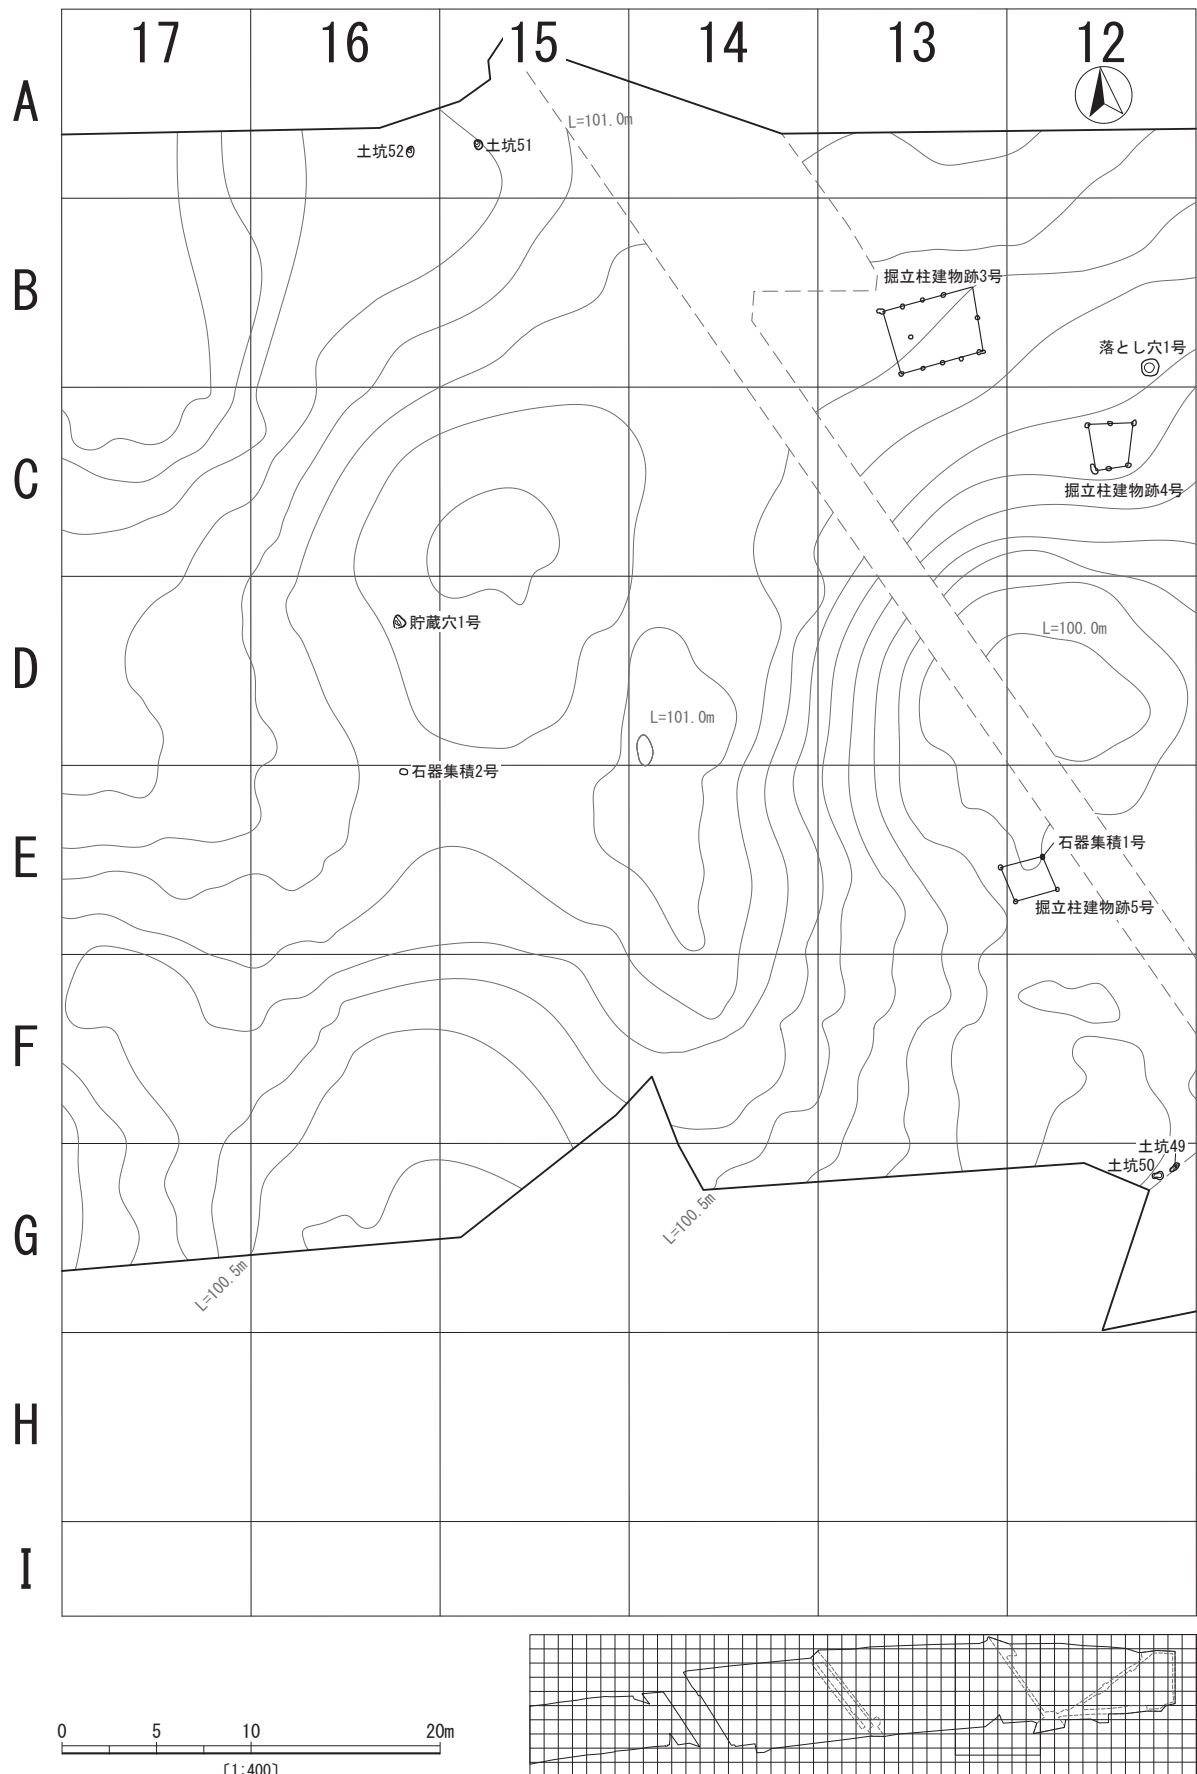 17 16 15 14 13 12
A
L=101.0m
土坑52
土坑51
B
掘立柱建物跡3号
落とし穴1号
C
掘立柱建物跡4号
貯蔵穴1号
L=100.0m
D
L=101.0m
石器集積2号
E
石器集積1号
掘立柱建物跡5号
F
土坑49
土坑50
G
L=100.5m
L=100.5m
H
I
0 5 10 20m
〔1:400〕